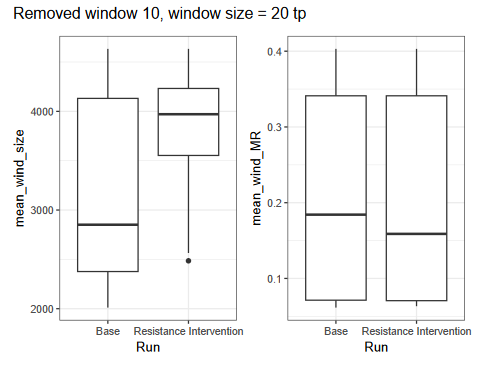 Removed window 10, window size = 20 tp
mean_wind_size
4000
3000
2000
Base
Resistance Intervention
Run
mean_wind_MR
0.4
0.3
0.2
0.1
Base
Resistance Intervention
Run